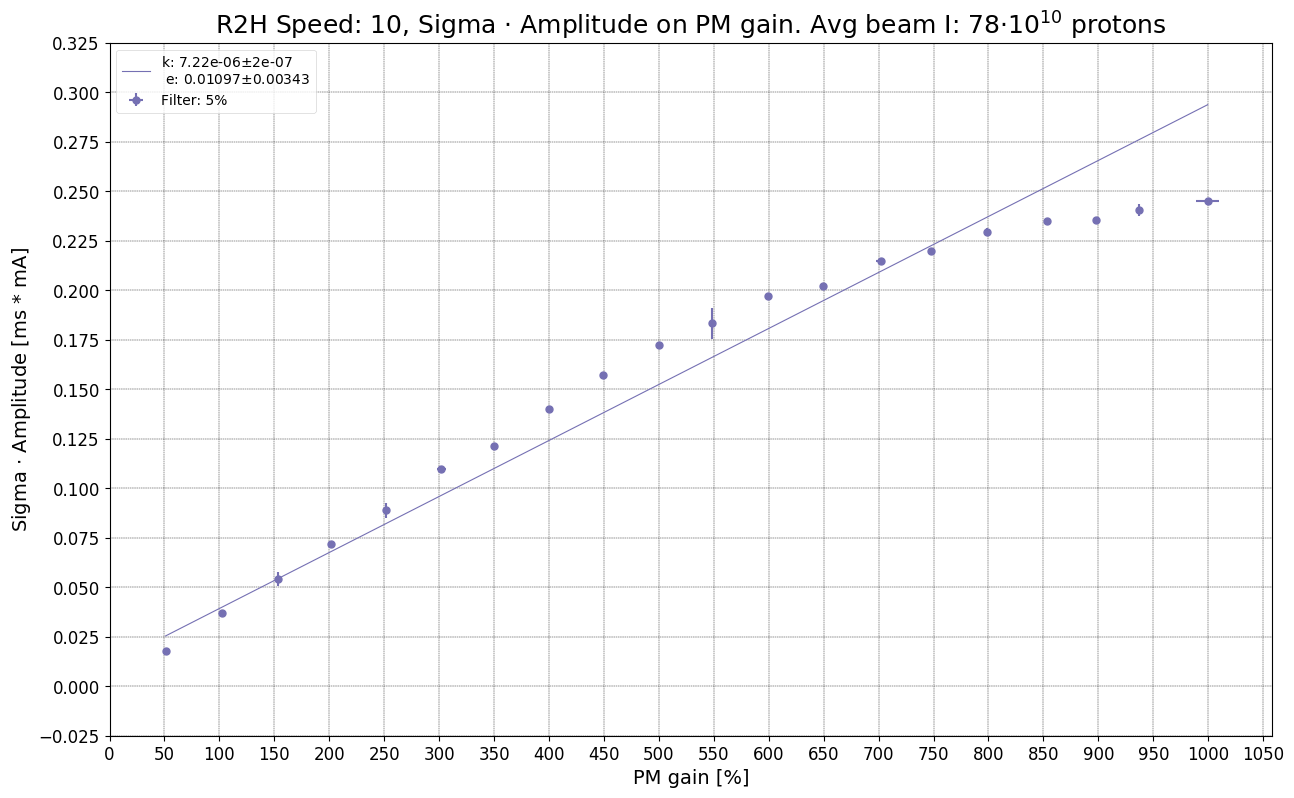 R2H Speed: 10, Sigma · Amplitude on PM gain. Avg beam I: 78·10¹⁰ protons
0.325
0.300
0.275
0.250
0.225
0.200
0.175
0.150
0.125
0.100
0.075
0.050
0.025
0.000
−0.025
Sigma · Amplitude [ms * mA]
k: 7.22e-06±2e-07
e: 0.01097±0.00343
Filter: 5%
0 50 100 150 200 250 300 350 400 450 500 550 600 650 700 750 800 850 900 950 1000 1050
PM gain [%]